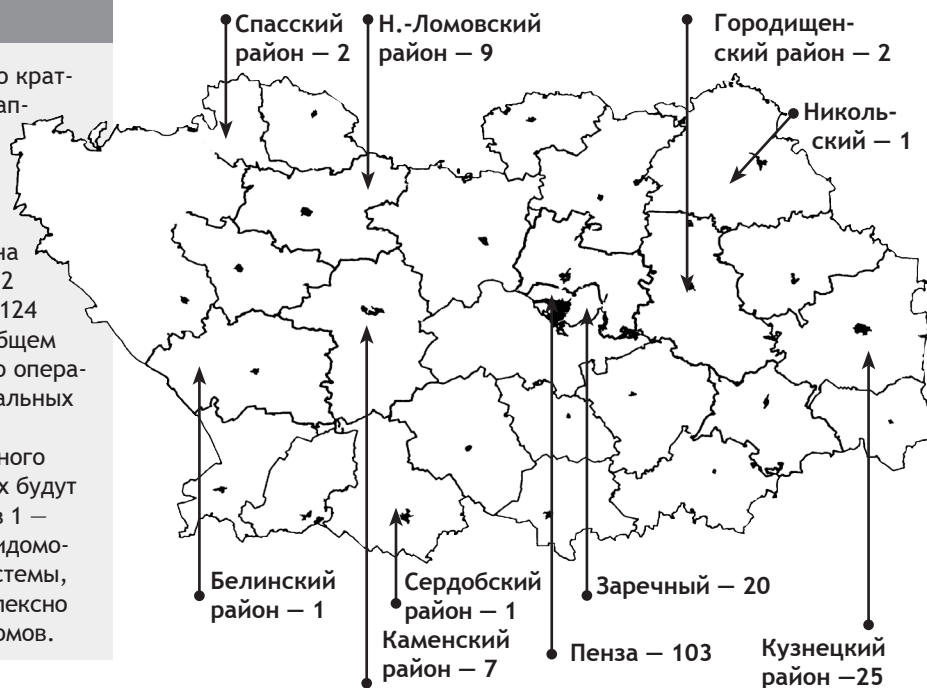 о крат-
ап-
на
2
124
бщем
о опера-
альных
ного
х будут
в 1 —
идомо-
стемы,
лексно
омов.
Спасский
район — 2
Н.-Ломовский
район — 9
Городищен-
ский район — 2
Николь-
ский — 1
Белинский
район — 1
Сердобский
район — 1
Каменский
район — 7
Заречный — 20
Пенза — 103
Кузнецкий
район —25